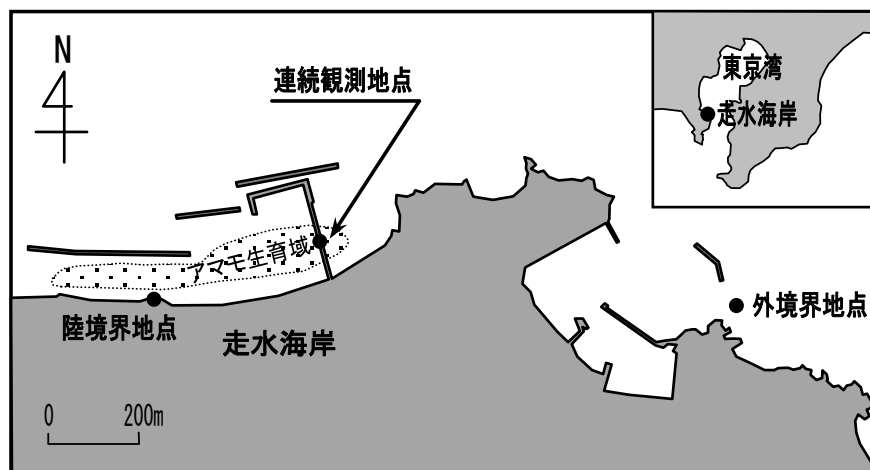 N
連続観測地点
東京湾
走水海岸
アマモ生育域
外境界地点
陸境界地点
走水海岸
0 200m